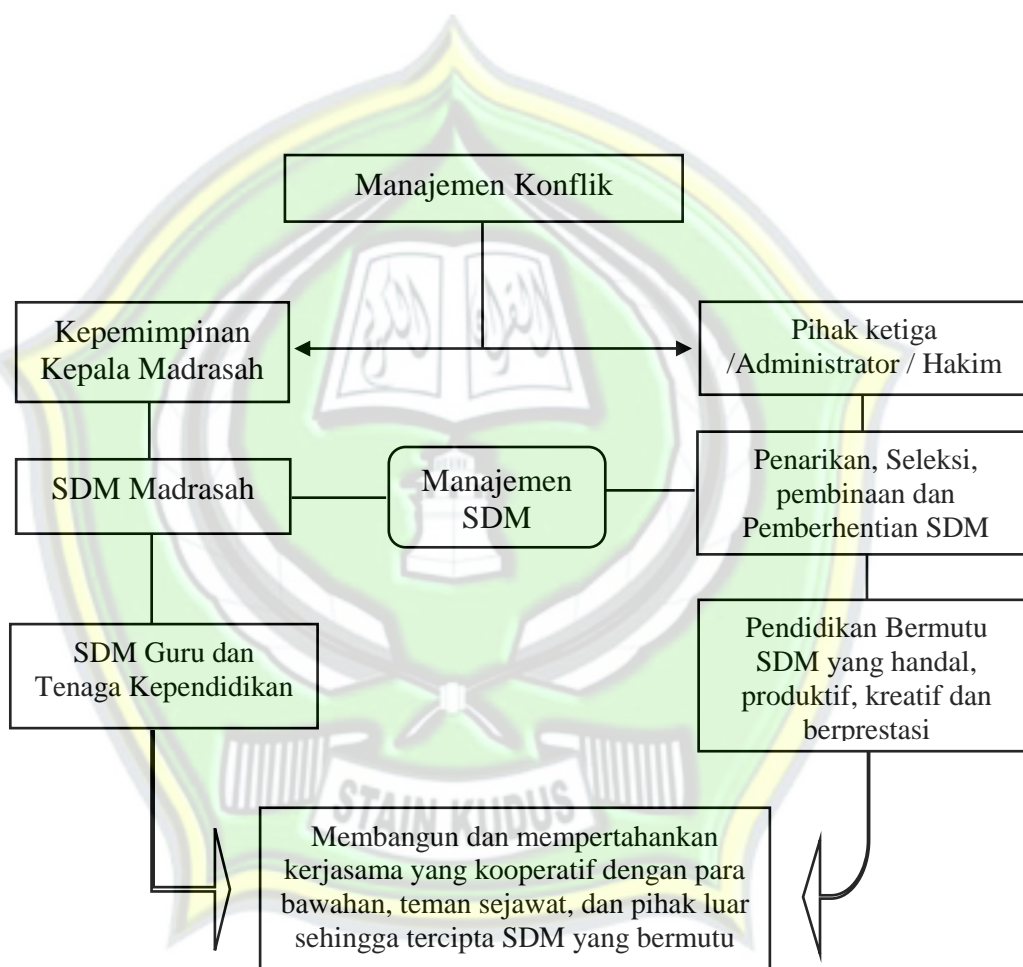 Manajemen Konflik
Kepemimpinan
Kepala Madrasah
Pihak ketiga
/Administrator / Hakim
SDM Madrasah
Manajemen
SDM
Penarikan, Seleksi,
pembinaan dan
Pemberhentian SDM
SDM Guru dan
Tenaga Kependidikan
Pendidikan Bermutu
SDM yang handal,
produktif, kreatif dan
berprestasi
STAIN KUDUS
Membangun dan mempertahankan
kerjasama yang kooperatif dengan para
bawahan, teman sejawat, dan pihak luar
sehingga tercipta SDM yang bermutu